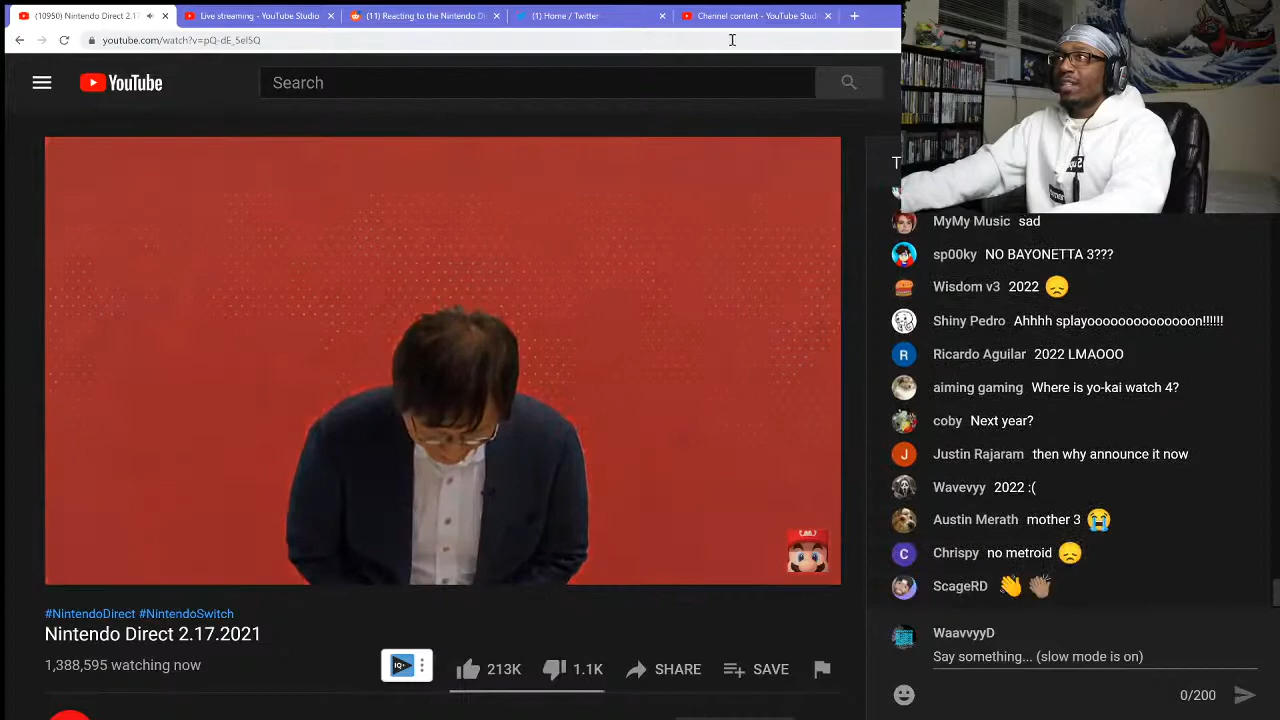 (10950) Nintendo Direct 2.17
Live streaming - YouTube Studio
(11) Reacting to the Nintendo Di
(1) Home / Twitter
Channel content - YouTube Stud
youtube.com/watch?v=pQ-dE_5eISQ
YouTube
Search
T
MyMy Music sad
sp00ky NO BAYONETTA 3???
Wisdom v3 2022 😞
Shiny Pedro Ahhhh splayoooooooooooooon!!!!!!
Ricardo Aguilar 2022 LMAOOO
aiming gaming Where is yo-kai watch 4?
coby Next year?
Justin Rajaram then why announce it now
Wavevyy 2022 :(
Austin Merath mother 3 😭
Chrispy no metroid 😞
ScageRD 👏 👏🏽
#NintendoDirect #NintendoSwitch
Nintendo Direct 2.17.2021
1,388,595 watching now
IQ+
213K
1.1K
SHARE
SAVE
WaavvyyD
Say something... (slow mode is on)
0/200